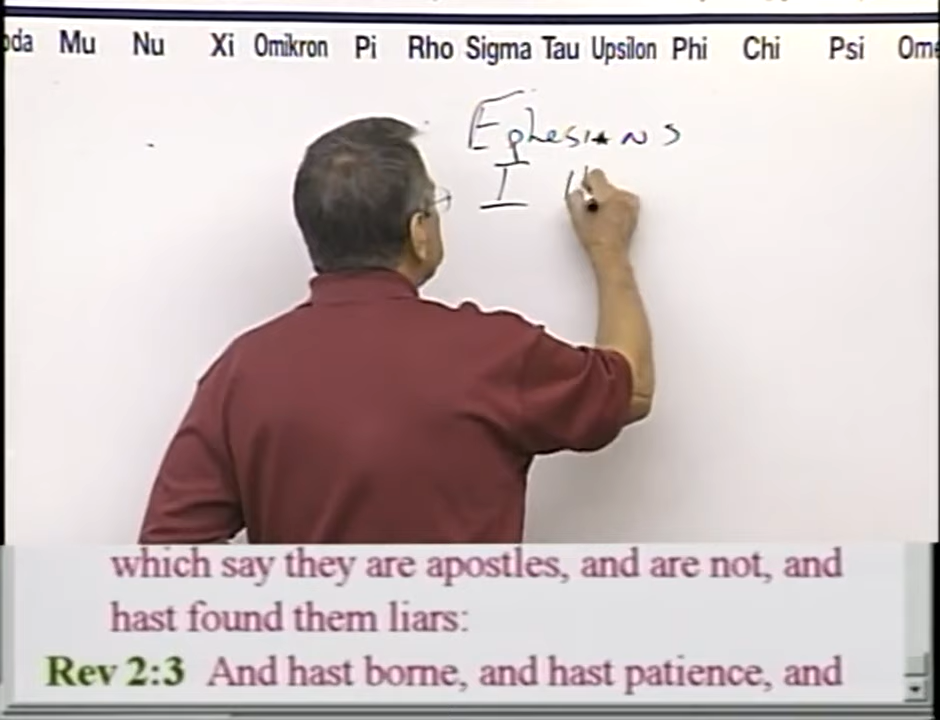 Mu Nu Xi Omikron Pi Rho Sigma Tau Upsilon Phi Chi Psi
Ephesians
I
which say they are apostles, and are not, and
hast found them liars:
Rev 2:3 And hast borne, and hast patience, and